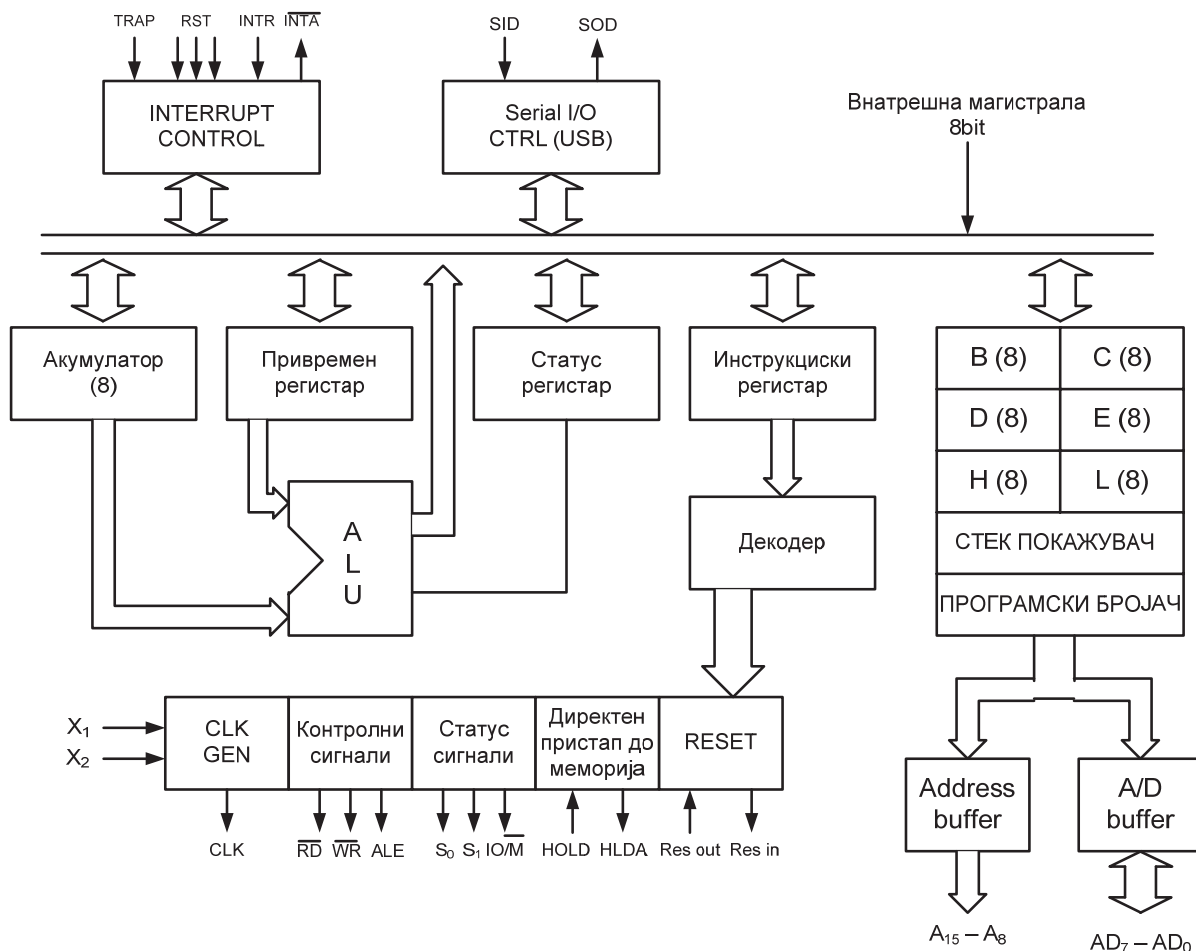 TRAP RST INTR INTA SID SOD
INTERRUPT
CONTROL
Serial I/O
CTRL (USB)
Внатрешна магистрала
8bit
Акумулатор
(8)
Привремен
регистар
Статус
регистар
Инструкциски
регистар
B (8) C (8)
D (8) E (8)
H (8) L (8)
СТЕК ПОКАЖУВАЧ
ПРОГРАМСКИ БРОЈАЧ
A
L
U
Декодер
X1
X2
CLK
GEN
Контролни
сигнали
Статус
сигнали
Директен
пристап до
меморија
RESET
Address
buffer
A/D
buffer
CLK RD WR ALE S0 S1 IO/M HOLD HLDA Res out Res in
A15 – A8 AD7 – AD0